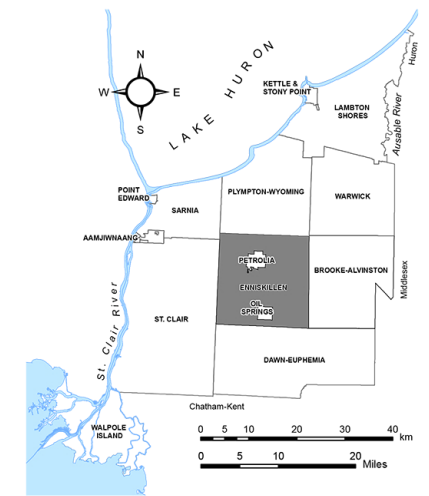 N
W
E
S
LAKE HURON
KETTLE &
STONY POINT
LAMBTON
SHORES
Huron
Ausable River
POINT
EDWARD
PLYMPTON-WYOMING
WARWICK
SARNIA
AAMJIWNAANG
PETROLIA
ENNISKILLEN
BROOKE-ALVINSTON
Middlesex
OIL
SPRINGS
ST. CLAIR
St. Clair River
DAWN-EUPHEMIA
Chatham-Kent
WALPOLE
ISLAND
0 5 10 20 30 40
km
0 5 10 20
Miles